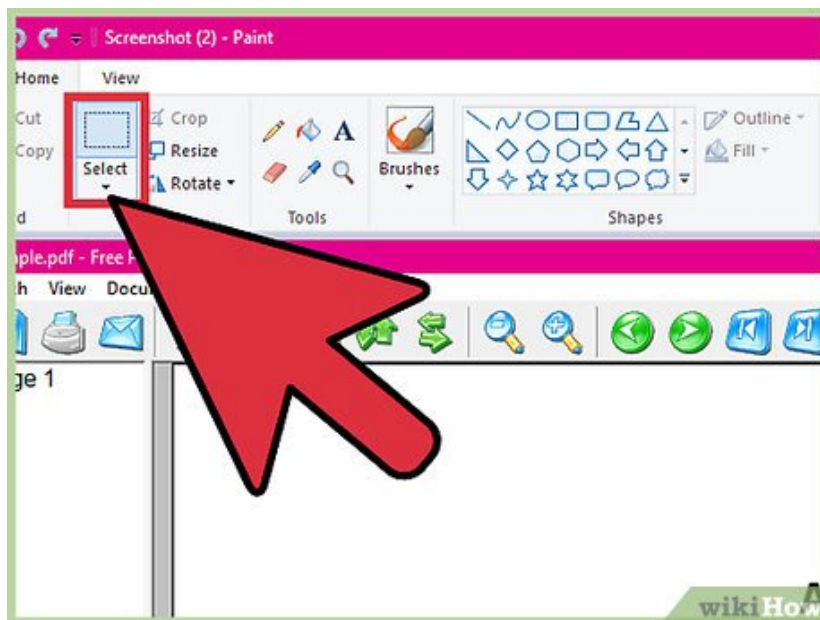 Screenshot (2) - Paint
Home View
Cut
Copy
Select
Crop
Resize
Rotate
Brushes
Outline
Fill
Tools
Shapes
ple.pdf - Free
View Docu
ge 1
wikiHow